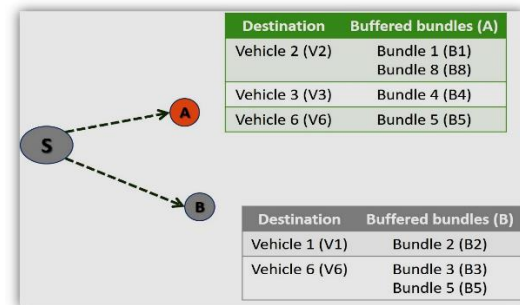 Destination Buffered bundles (A)
Vehicle 2 (V2) Bundle 1 (B1)
Bundle 8 (B8)
Vehicle 3 (V3) Bundle 4 (B4)
Vehicle 6 (V6) Bundle 5 (B5)
A
S
B
Destination Buffered bundles (B)
Vehicle 1 (V1) Bundle 2 (B2)
Vehicle 6 (V6) Bundle 3 (B3)
Bundle 5 (B5)